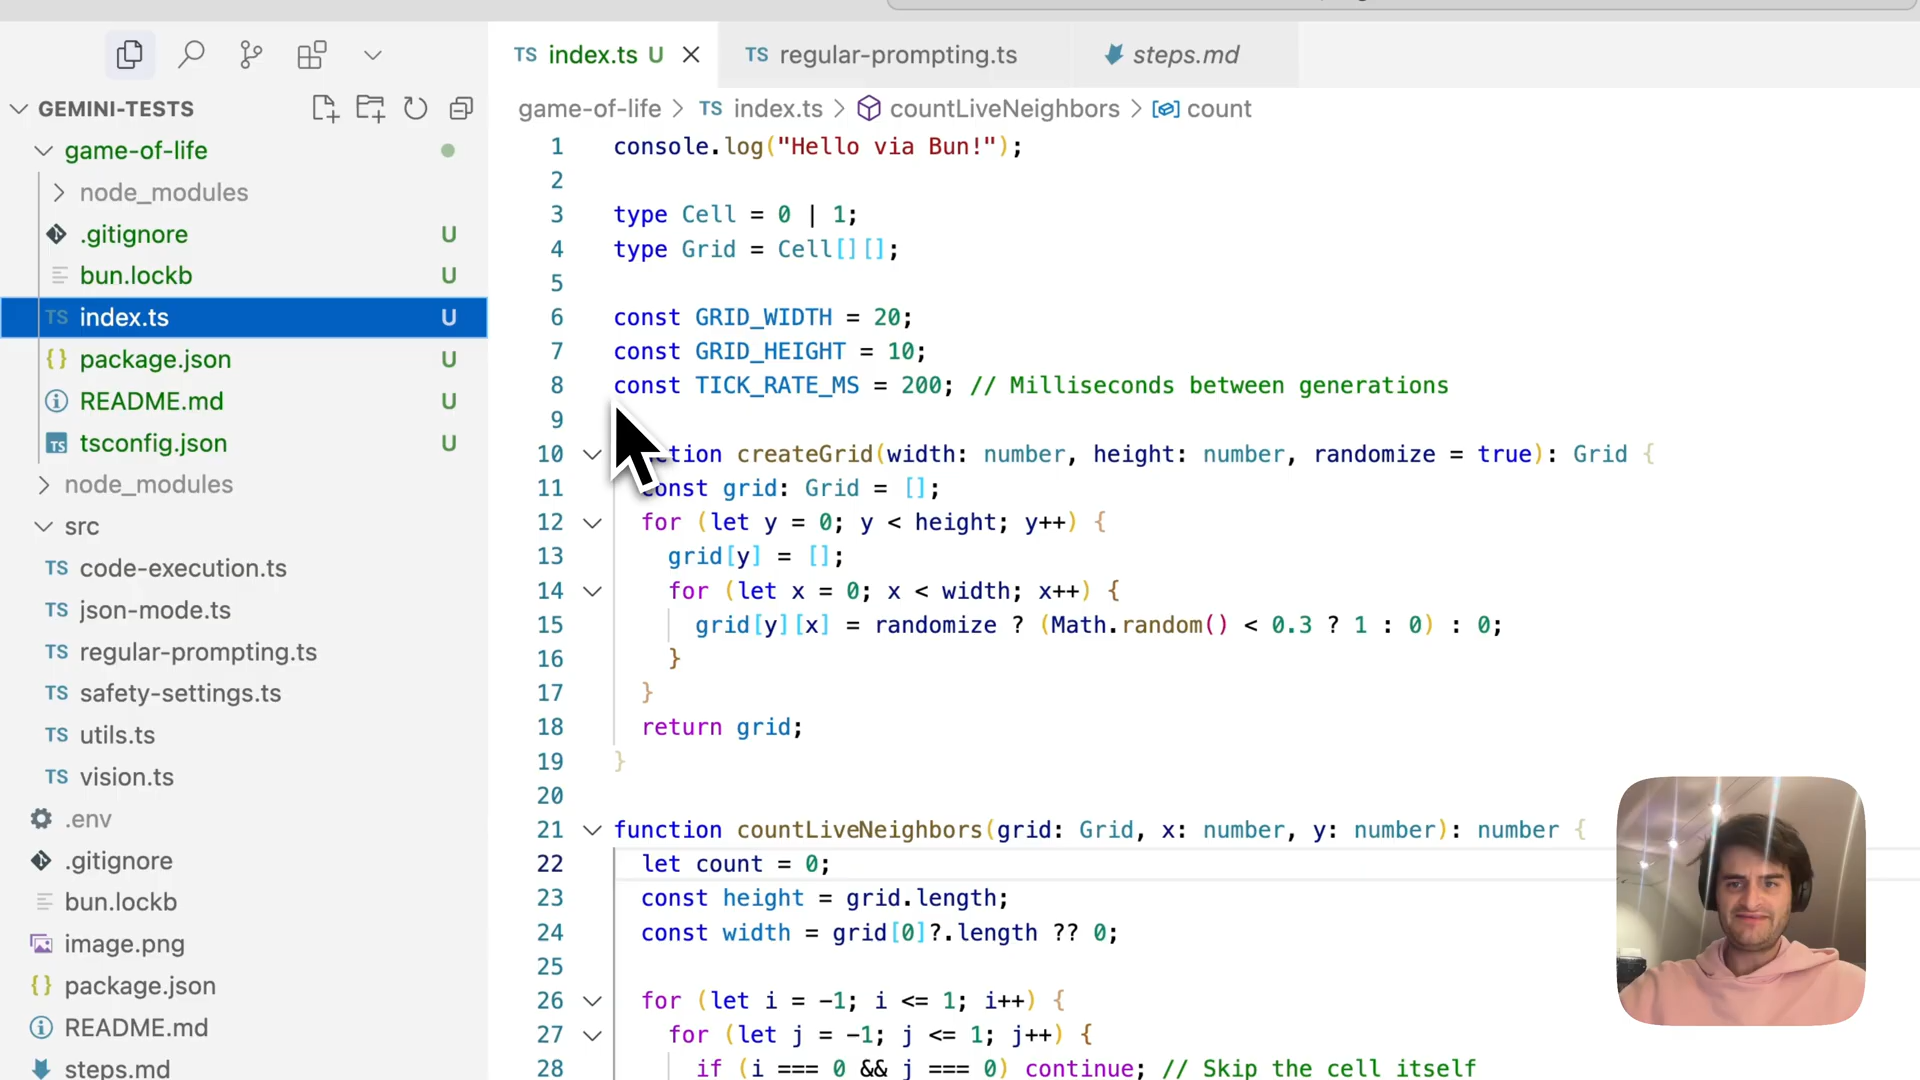 TS index.ts U
TS regular-prompting.ts
steps.md
GEMINI-TESTS
game-of-life
node_modules
.gitignore U
bun.lockb U
TS index.ts U
{} package.json U
README.md U
TS tsconfig.json U
node_modules
src
TS code-execution.ts
TS json-mode.ts
TS regular-prompting.ts
TS safety-settings.ts
TS utils.ts
TS vision.ts
.env
.gitignore
bun.lockb
image.png
{} package.json
README.md
steps.md
game-of-life > TS index.ts > countLiveNeighbors > count
1 console.log("Hello via Bun!");
2
3 type Cell = 0 | 1;
4 type Grid = Cell[][];
5
6 const GRID_WIDTH = 20;
7 const GRID_HEIGHT = 10;
8 const TICK_RATE_MS = 200; // Milliseconds between generations
9
10 ction createGrid(width: number, height: number, randomize = true): Grid {
11 const grid: Grid = [];
12 for (let y = 0; y < height; y++) {
13 grid[y] = [];
14 for (let x = 0; x < width; x++) {
15 grid[y][x] = randomize ? (Math.random() < 0.3 ? 1 : 0) : 0;
16 }
17 }
18 return grid;
19 }
20
21 function countLiveNeighbors(grid: Grid, x: number, y: number): number {
22 let count = 0;
23 const height = grid.length;
24 const width = grid[0]?.length ?? 0;
25
26 for (let i = -1; i <= 1; i++) {
27 for (let j = -1; j <= 1; j++) {
28 if (i === 0 && j === 0) continue; // Skip the cell itself